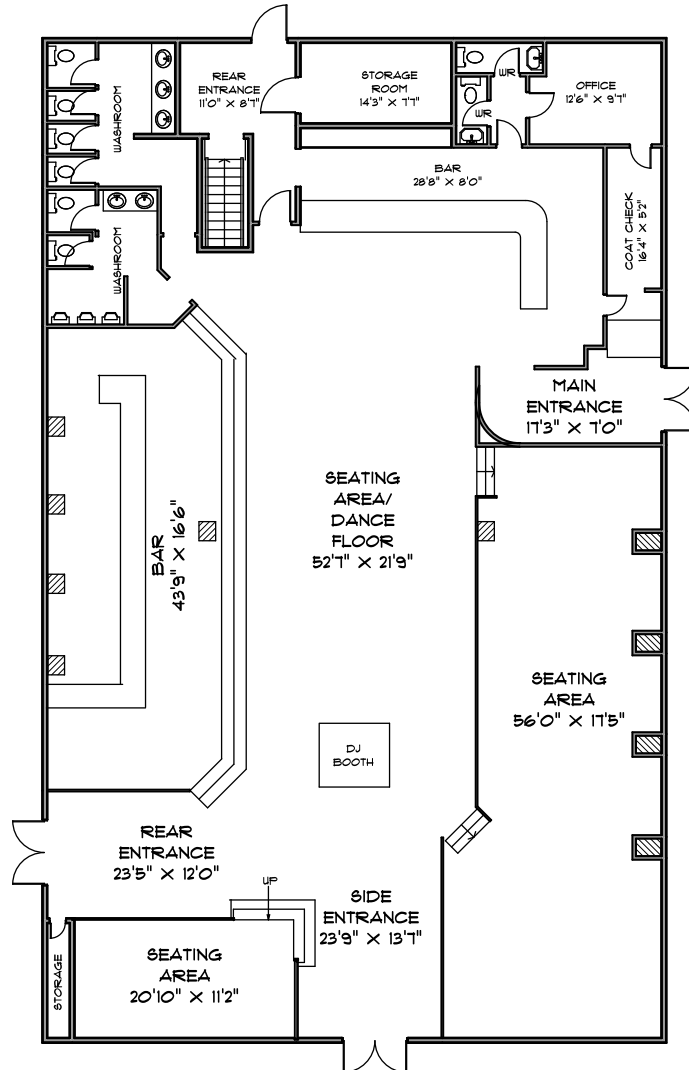 REAR
ENTRANCE
11'0" X 8'7"
STORAGE
ROOM
14'3" X 7'7"
WR
WR
OFFICE
12'6" X 9'7"
WASHROOM
BAR
28'8" X 8'0"
COAT CHECK
16'4" X 5'2"
WASHROOM
MAIN
ENTRANCE
17'3" X 7'0"
SEATING
AREA/
DANCE
FLOOR
52'7" X 21'9"
BAR
43'9" X 16'6"
SEATING
AREA
56'0" X 17'5"
DJ
BOOTH
REAR
ENTRANCE
23'5" X 12'0"
UP
SIDE
ENTRANCE
23'9" X 13'7"
SEATING
AREA
20'10" X 11'2"
STORAGE